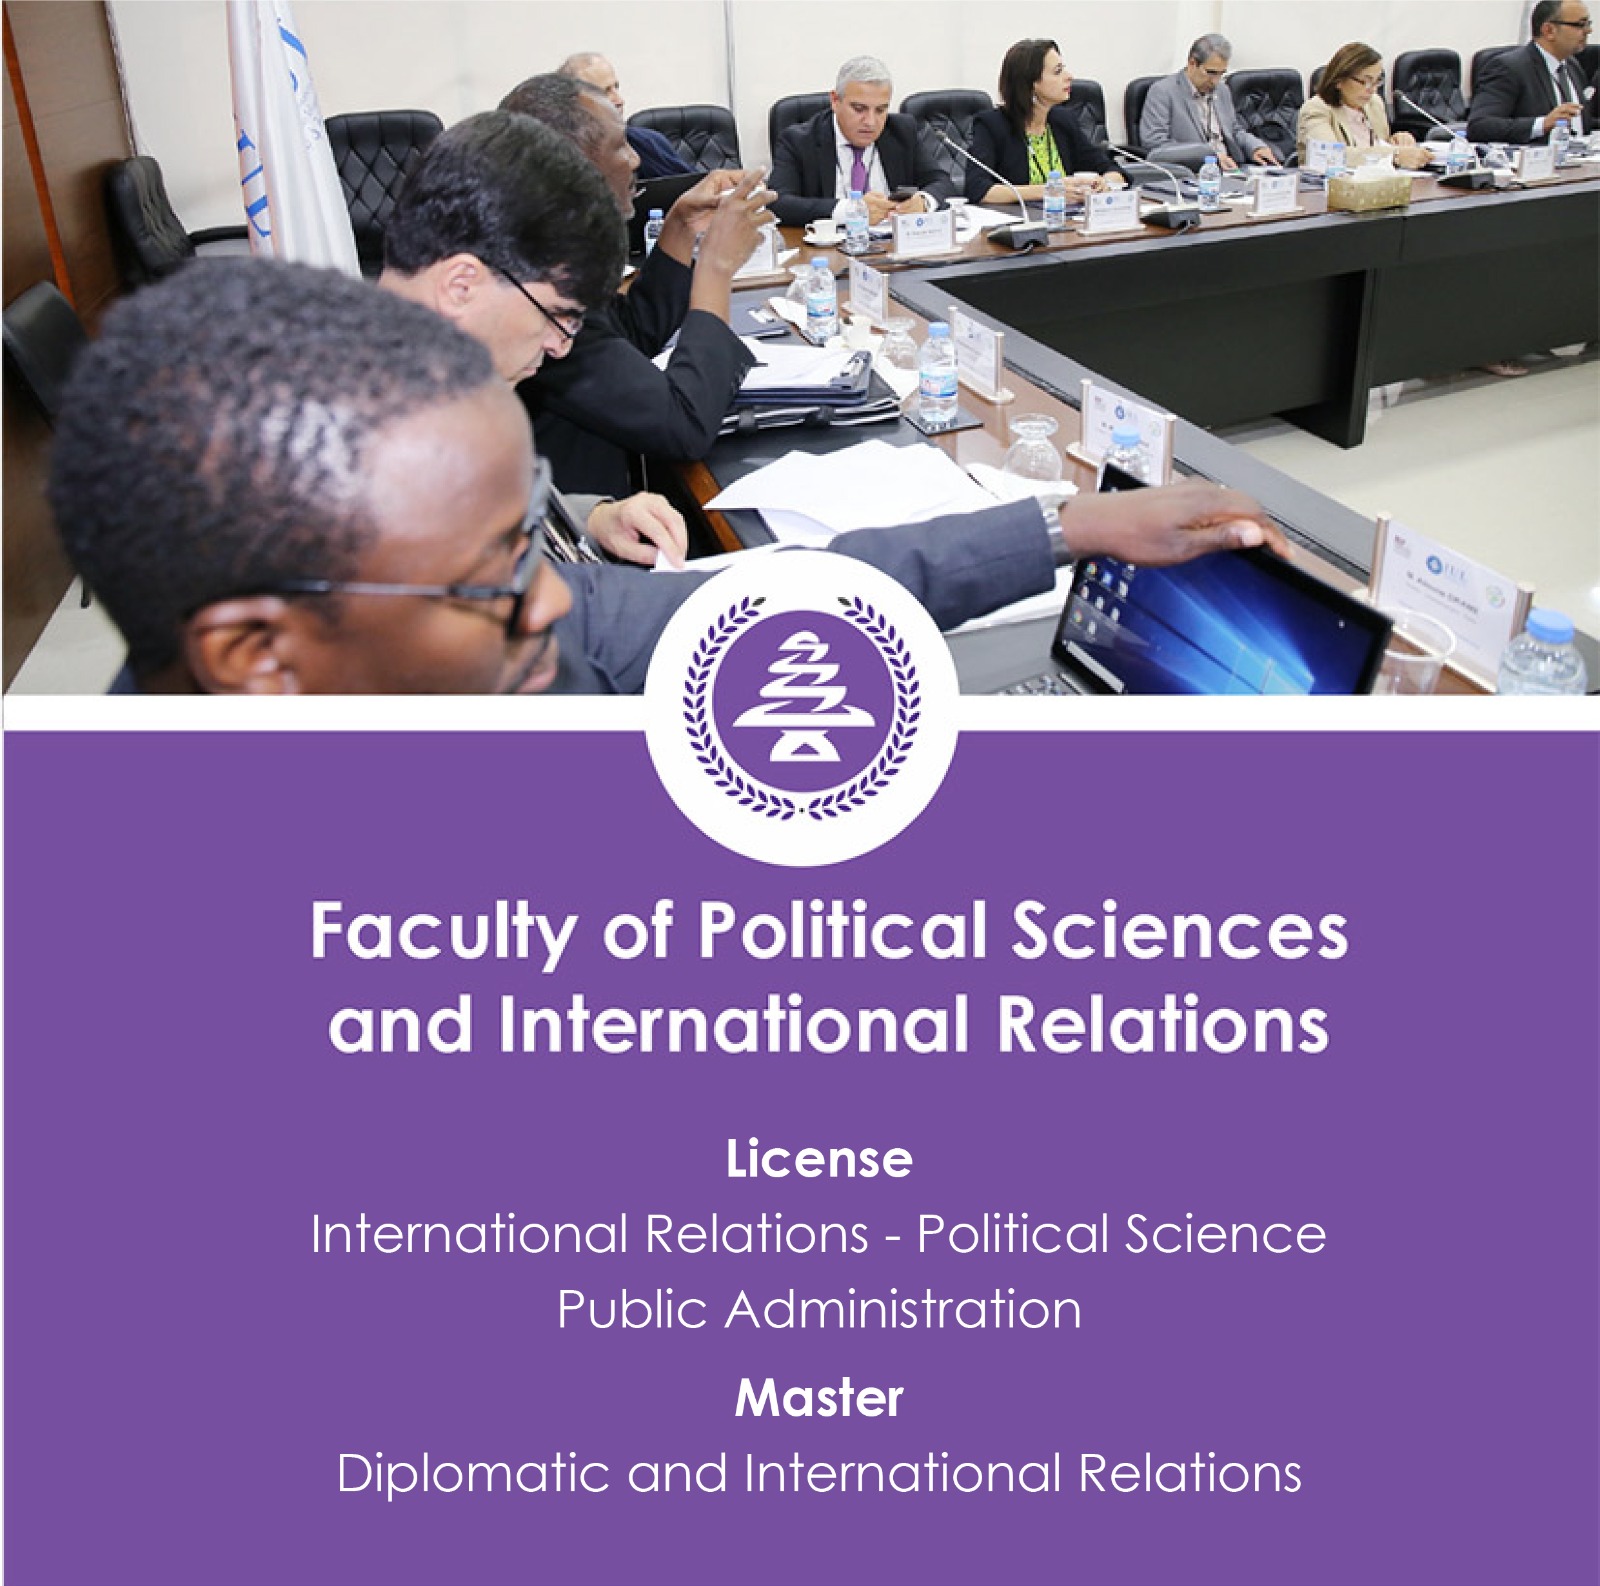 Faculty of Political Sciences
and International Relations
License
International Relations - Political Science
Public Administration
Master
Diplomatic and International Relations